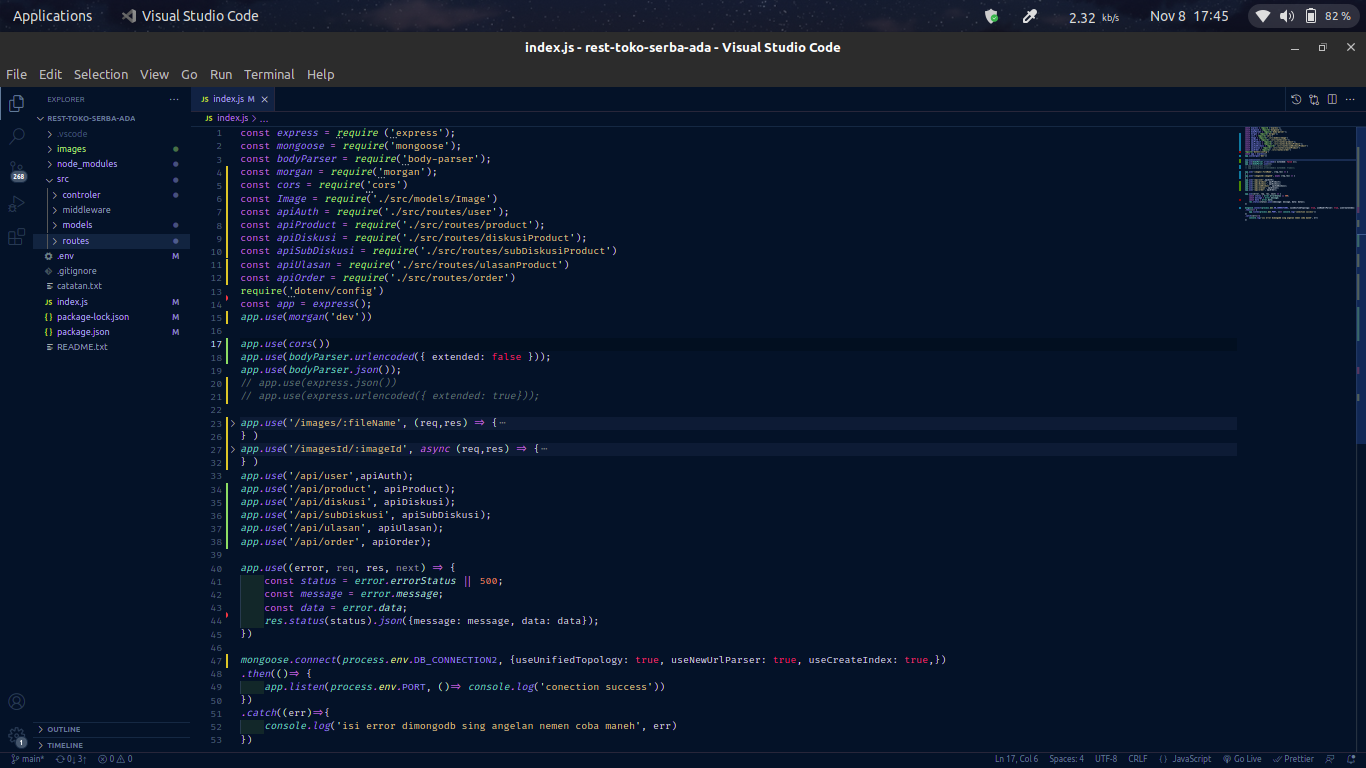 Applications Visual Studio Code 2.32 kb/s Nov 8 17:45 82 %
index.js - rest-toko-serba-ada - Visual Studio Code
File Edit Selection View Go Run Terminal Help
EXPLORER
REST-TOKO-SERBA-ADA
.vscode
images
node_modules
src
controler
middleware
models
routes
.env M
.gitignore
catatan.txt
index.js M
package-lock.json M
package.json M
README.txt
OUTLINE
TIMELINE
268
1
index.js M
index.js > ...
1 const express = require ('express');
2 const mongoose = require('mongoose');
3 const bodyParser = require('body-parser');
4 const morgan = require('morgan');
5 const cors = require('cors')
6 const Image = require('./src/models/Image')
7 const apiAuth = require('./src/routes/user');
8 const apiProduct = require('./src/routes/product');
9 const apiDiskusi = require('./src/routes/diskusiProduct');
10 const apiSubDiskusi = require('./src/routes/subDiskusiProduct')
11 const apiUlasan = require('./src/routes/ulasanProduct')
12 const apiOrder = require('./src/routes/order')
13 require('dotenv/config')
14 const app = express();
15 app.use(morgan('dev'))
16
17 app.use(cors())
18 app.use(bodyParser.urlencoded({ extended: false }));
19 app.use(bodyParser.json());
20 // app.use(express.json())
21 // app.use(express.urlencoded({ extended: true}));
22
23 app.use('/images/:fileName', (req,res) => {⋯
26 } )
27 app.use('/imagesId/:imageId', async (req,res) => {⋯
32 } )
33 app.use('/api/user',apiAuth);
34 app.use('/api/product', apiProduct);
35 app.use('/api/diskusi', apiDiskusi);
36 app.use('/api/subDiskusi', apiSubDiskusi);
37 app.use('/api/ulasan', apiUlasan);
38 app.use('/api/order', apiOrder);
39
40 app.use((error, req, res, next) => {
41 const status = error.errorStatus || 500;
42 const message = error.message;
43 const data = error.data;
44 res.status(status).json({message: message, data: data});
45 })
46
47 mongoose.connect(process.env.DB_CONNECTION2, {useUnifiedTopology: true, useNewUrlParser: true, useCreateIndex: true,})
48 .then(()=> {
49 app.listen(process.env.PORT, ()=> console.log('conection success'))
50 })
51 .catch((err)=>{
52 console.log('isi error dimongodb sing angelan nemen coba maneh', err)
53 })
main* 0↓ 3↑ 0 0 Ln 17, Col 6 Spaces: 4 UTF-8 CRLF {} JavaScript Go Live Prettier